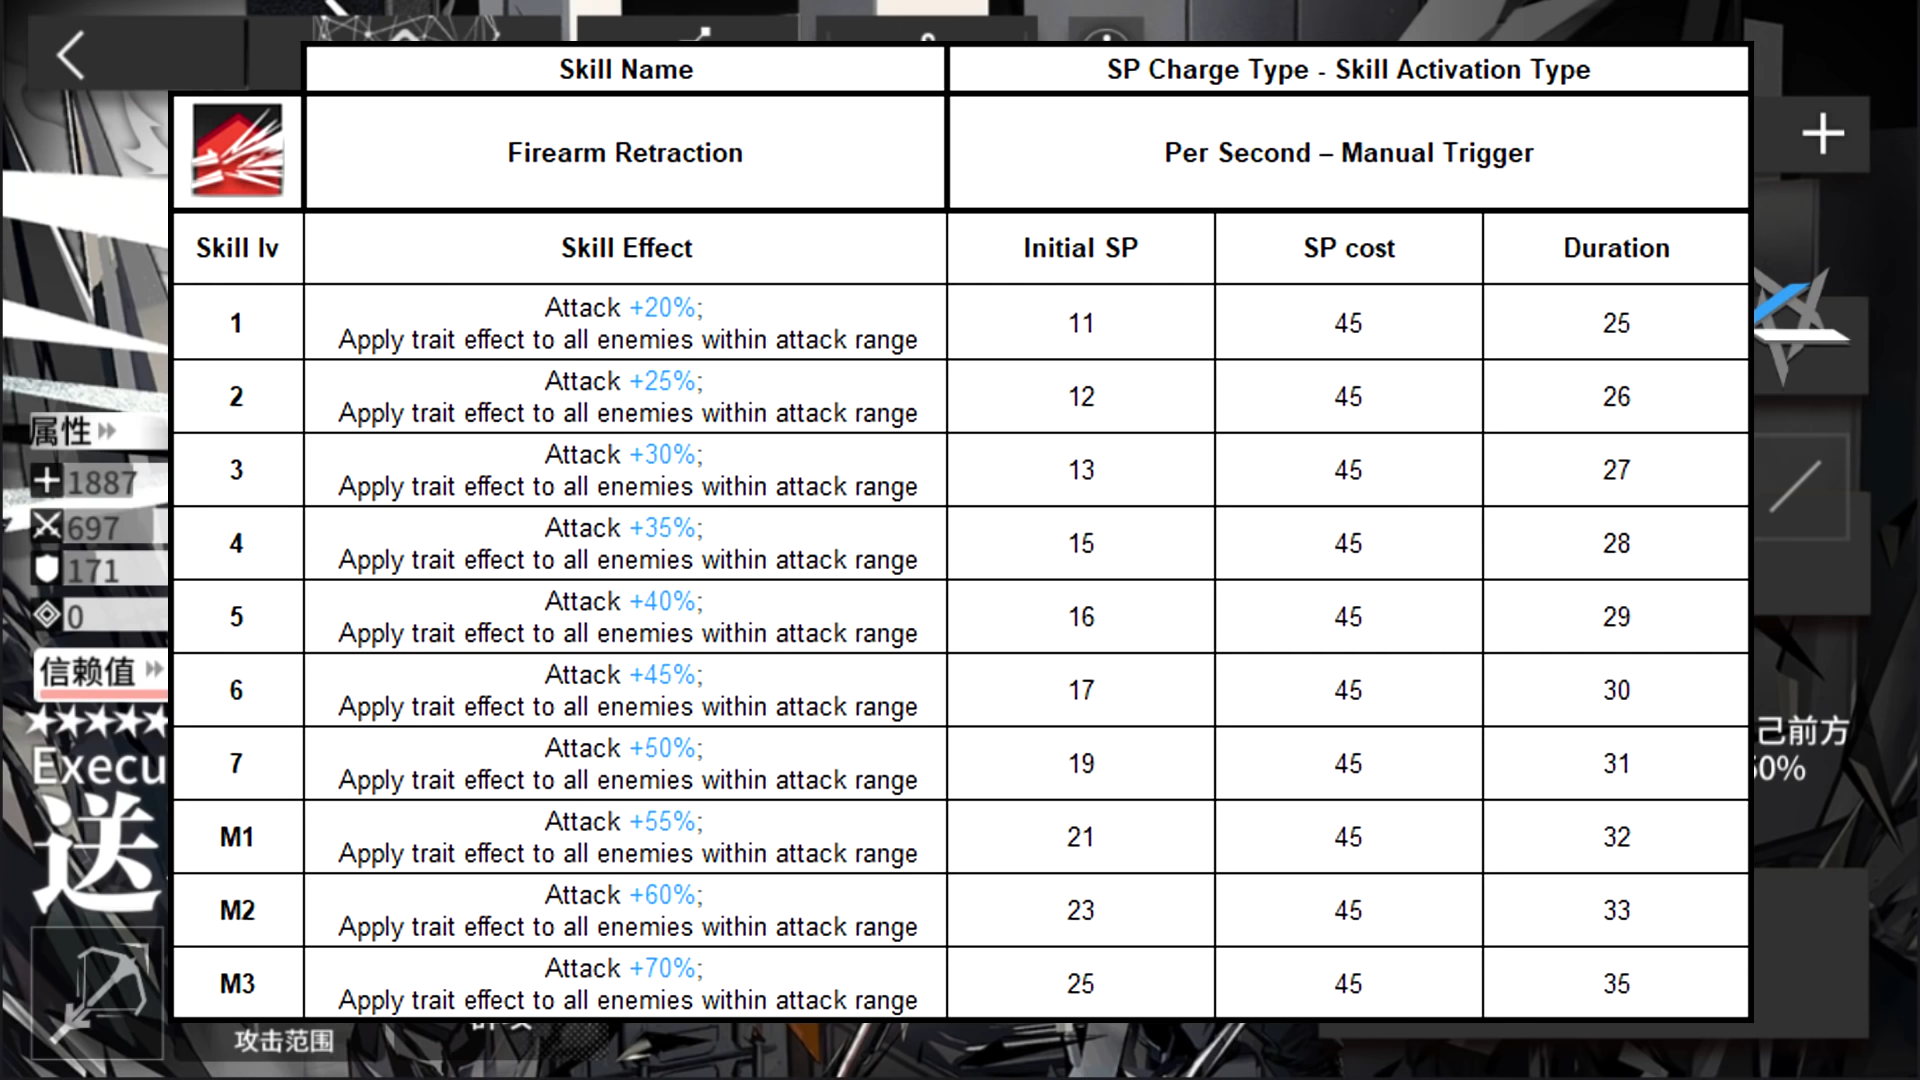 Skill Name
SP Charge Type - Skill Activation Type
Firearm Retraction
Per Second – Manual Trigger
Skill lv
Skill Effect
Initial SP
SP cost
Duration
1
Attack +20%;
Apply trait effect to all enemies within attack range
11
45
25
2
Attack +25%;
Apply trait effect to all enemies within attack range
12
45
26
3
Attack +30%;
Apply trait effect to all enemies within attack range
13
45
27
4
Attack +35%;
Apply trait effect to all enemies within attack range
15
45
28
5
Attack +40%;
Apply trait effect to all enemies within attack range
16
45
29
6
Attack +45%;
Apply trait effect to all enemies within attack range
17
45
30
7
Attack +50%;
Apply trait effect to all enemies within attack range
19
45
31
M1
Attack +55%;
Apply trait effect to all enemies within attack range
21
45
32
M2
Attack +60%;
Apply trait effect to all enemies within attack range
23
45
33
M3
Attack +70%;
Apply trait effect to all enemies within attack range
25
45
35
属性
1887
697
171
0
信赖值
Execu
送
攻击范围
己前方
0%